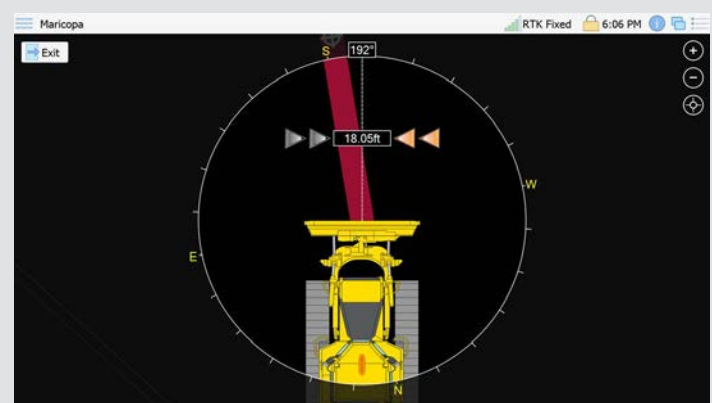 Maricopa
RTK Fixed
6:06 PM
Exit
S
192°
18.05ft
W
E
N